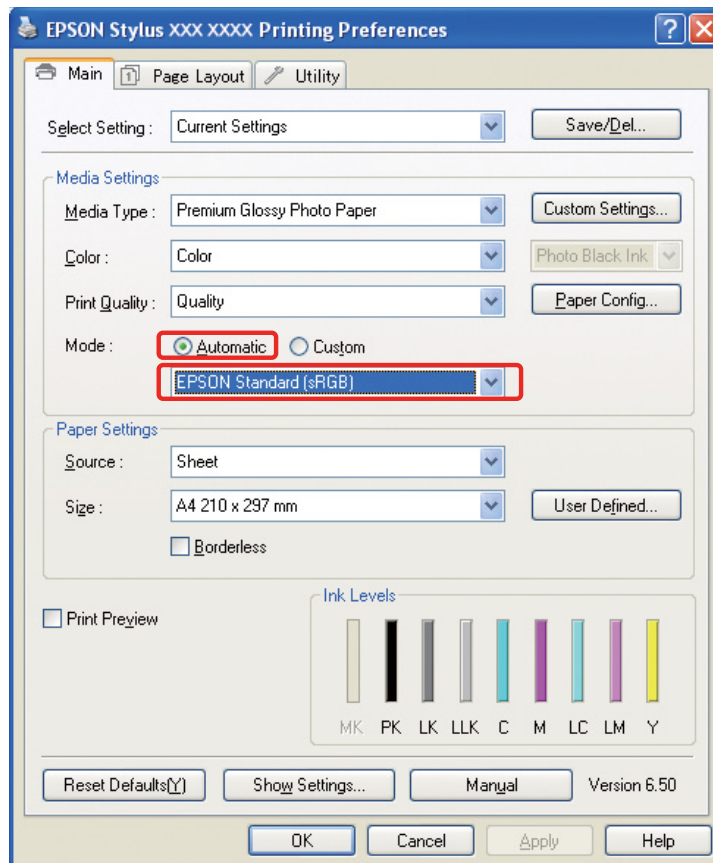 EPSON Stylus XXX XXXX Printing Preferences
Main Page Layout Utility
Select Setting : Current Settings Save/Del...
Media Settings
Media Type : Premium Glossy Photo Paper Custom Settings...
Color : Color Photo Black Ink
Print Quality : Quality Paper Config...
Mode : Automatic Custom
EPSON Standard (sRGB)
Paper Settings
Source : Sheet
Size : A4 210 x 297 mm User Defined...
Borderless
Print Preview
Ink Levels
MK PK LK LLK C M LC LM Y
Reset Defaults(Y) Show Settings... Manual Version 6.50
OK Cancel Apply Help